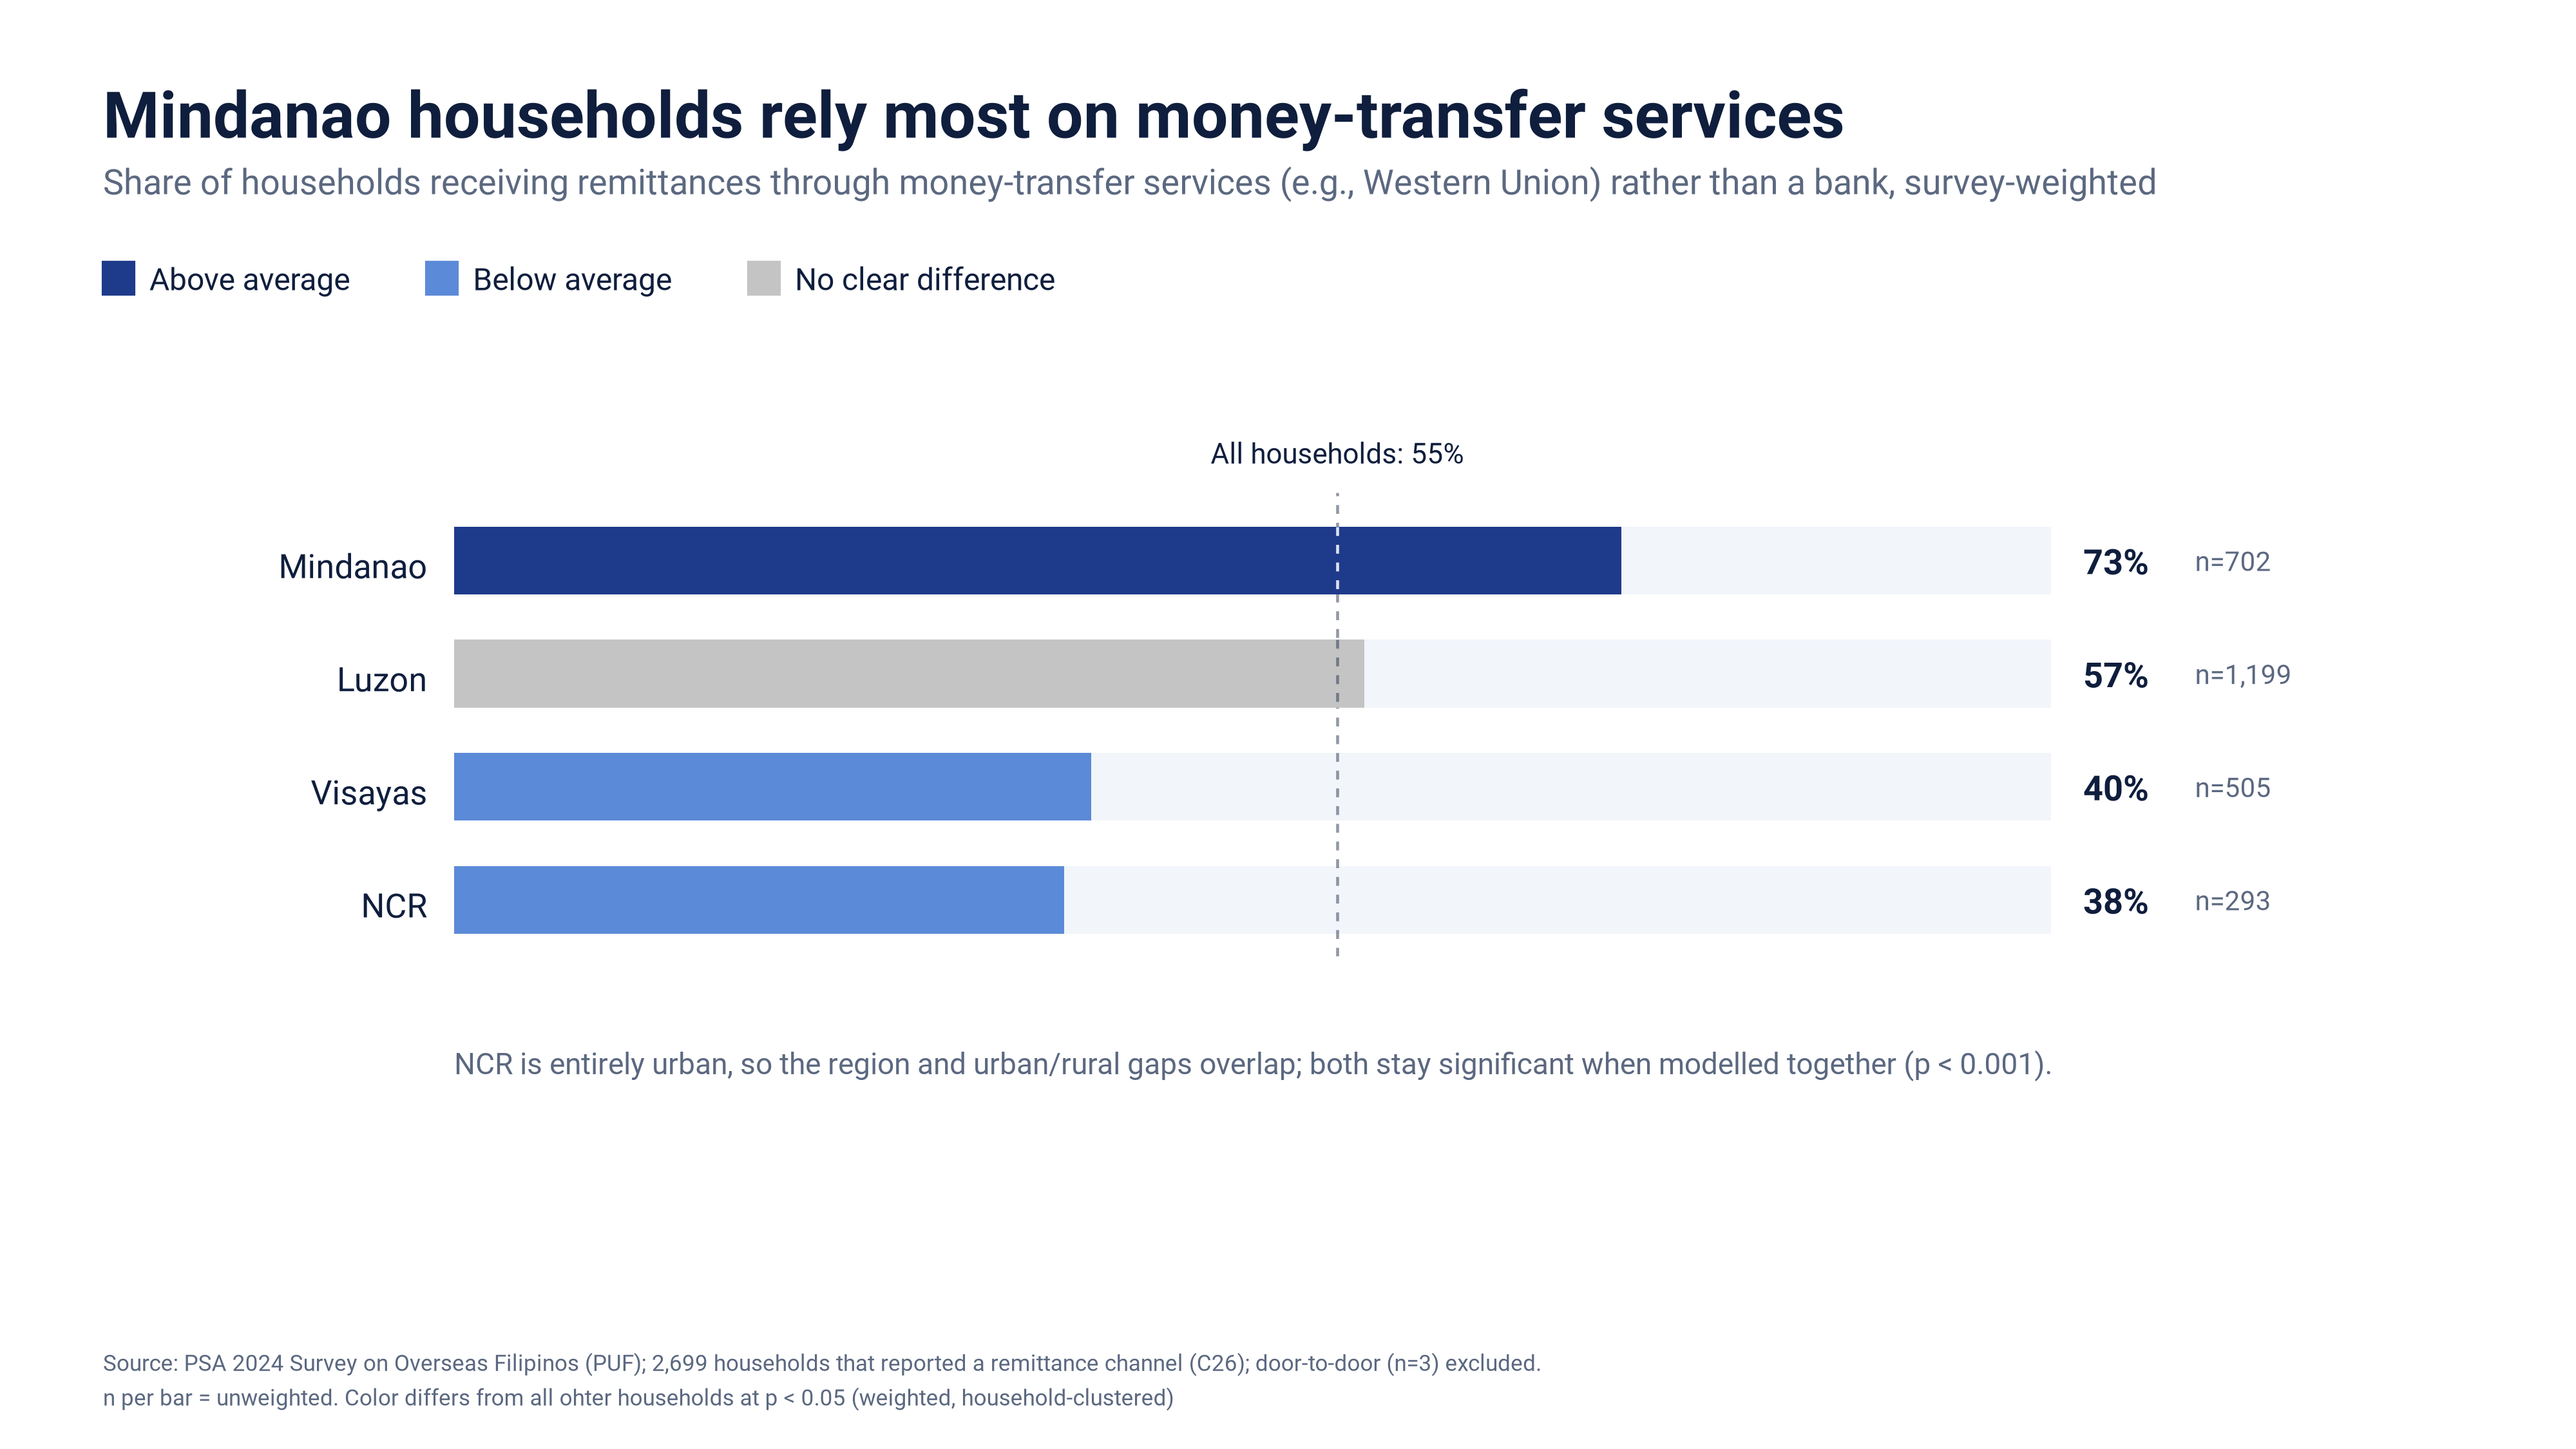 Mindanao households rely most on money-transfer services
Share of households receiving remittances through money-transfer services (e.g., Western Union) rather than a bank, survey-weighted
Above average
Below average
No clear difference
All households: 55%
Mindanao 73% n=702
Luzon 57% n=1,199
Visayas 40% n=505
NCR 38% n=293
NCR is entirely urban, so the region and urban/rural gaps overlap; both stay significant when modelled together (p < 0.001).
Source: PSA 2024 Survey on Overseas Filipinos (PUF); 2,699 households that reported a remittance channel (C26); door-to-door (n=3) excluded.
n per bar = unweighted. Color differs from all ohter households at p < 0.05 (weighted, household-clustered)